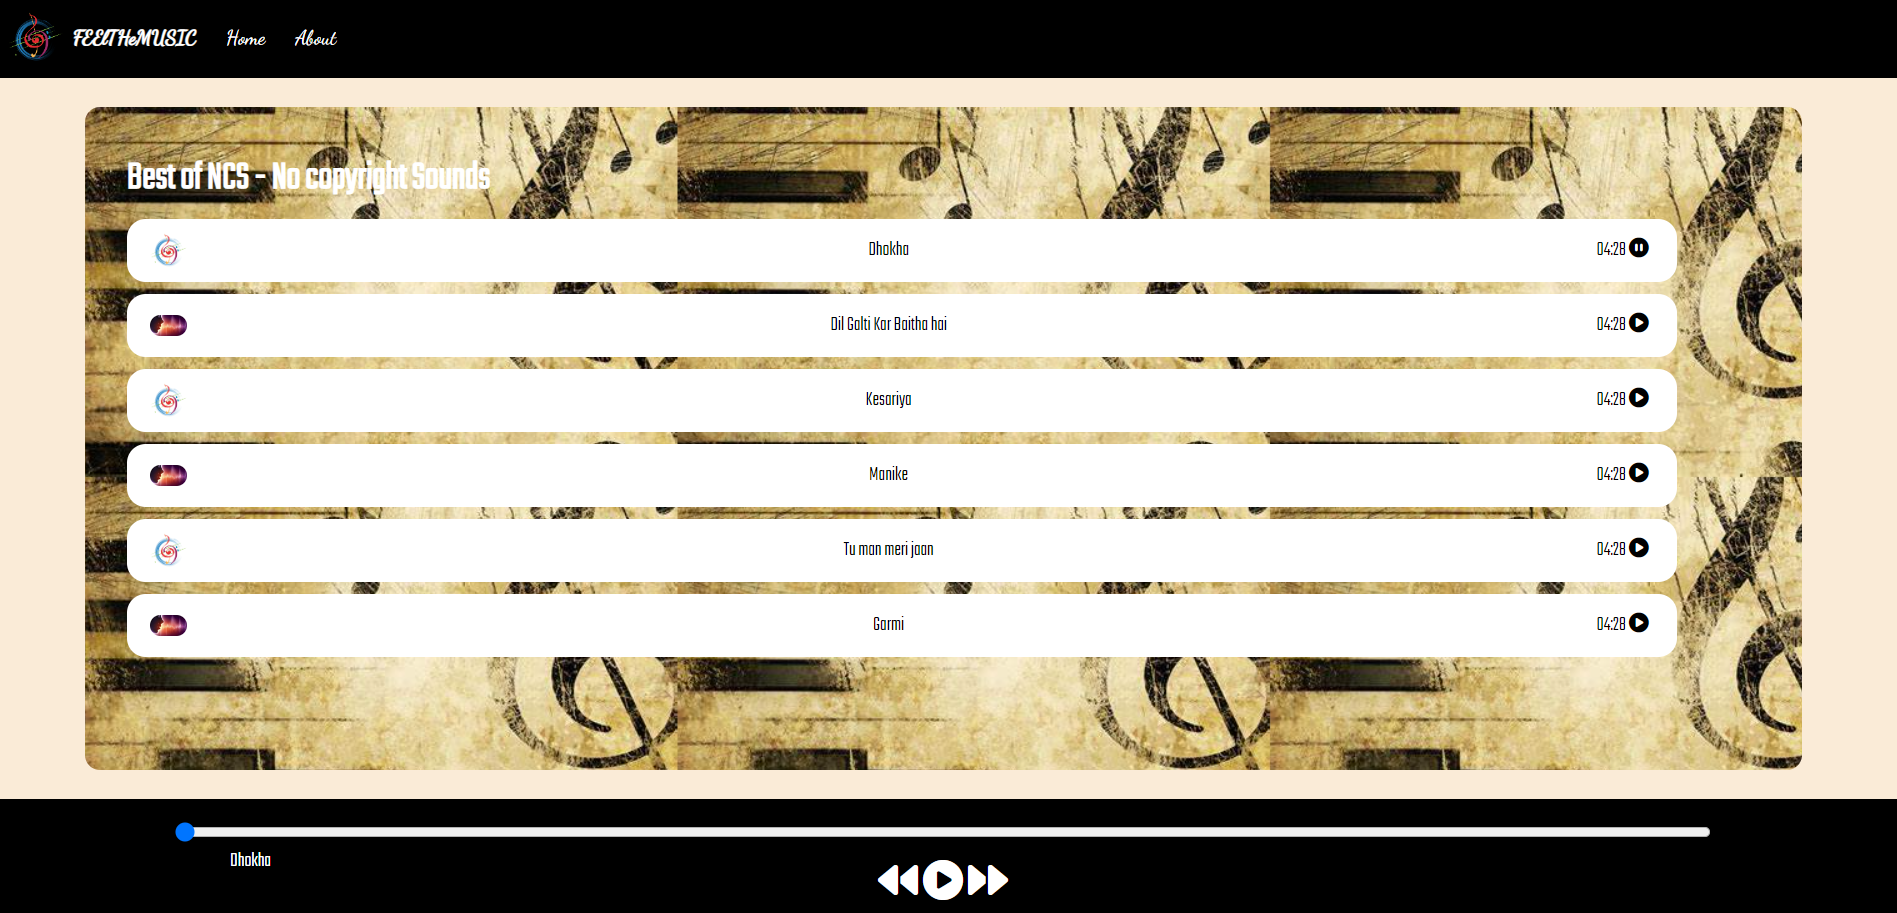 FEElTHeMUSIC Home About
Best of NCS - No copyright Sounds
Dhokha 04:28
Dil Galti Kar Baitha hai 04:28
Kesariya 04:28
Manike 04:28
Tu man meri jaan 04:28
Garmi 04:28
Dhokha